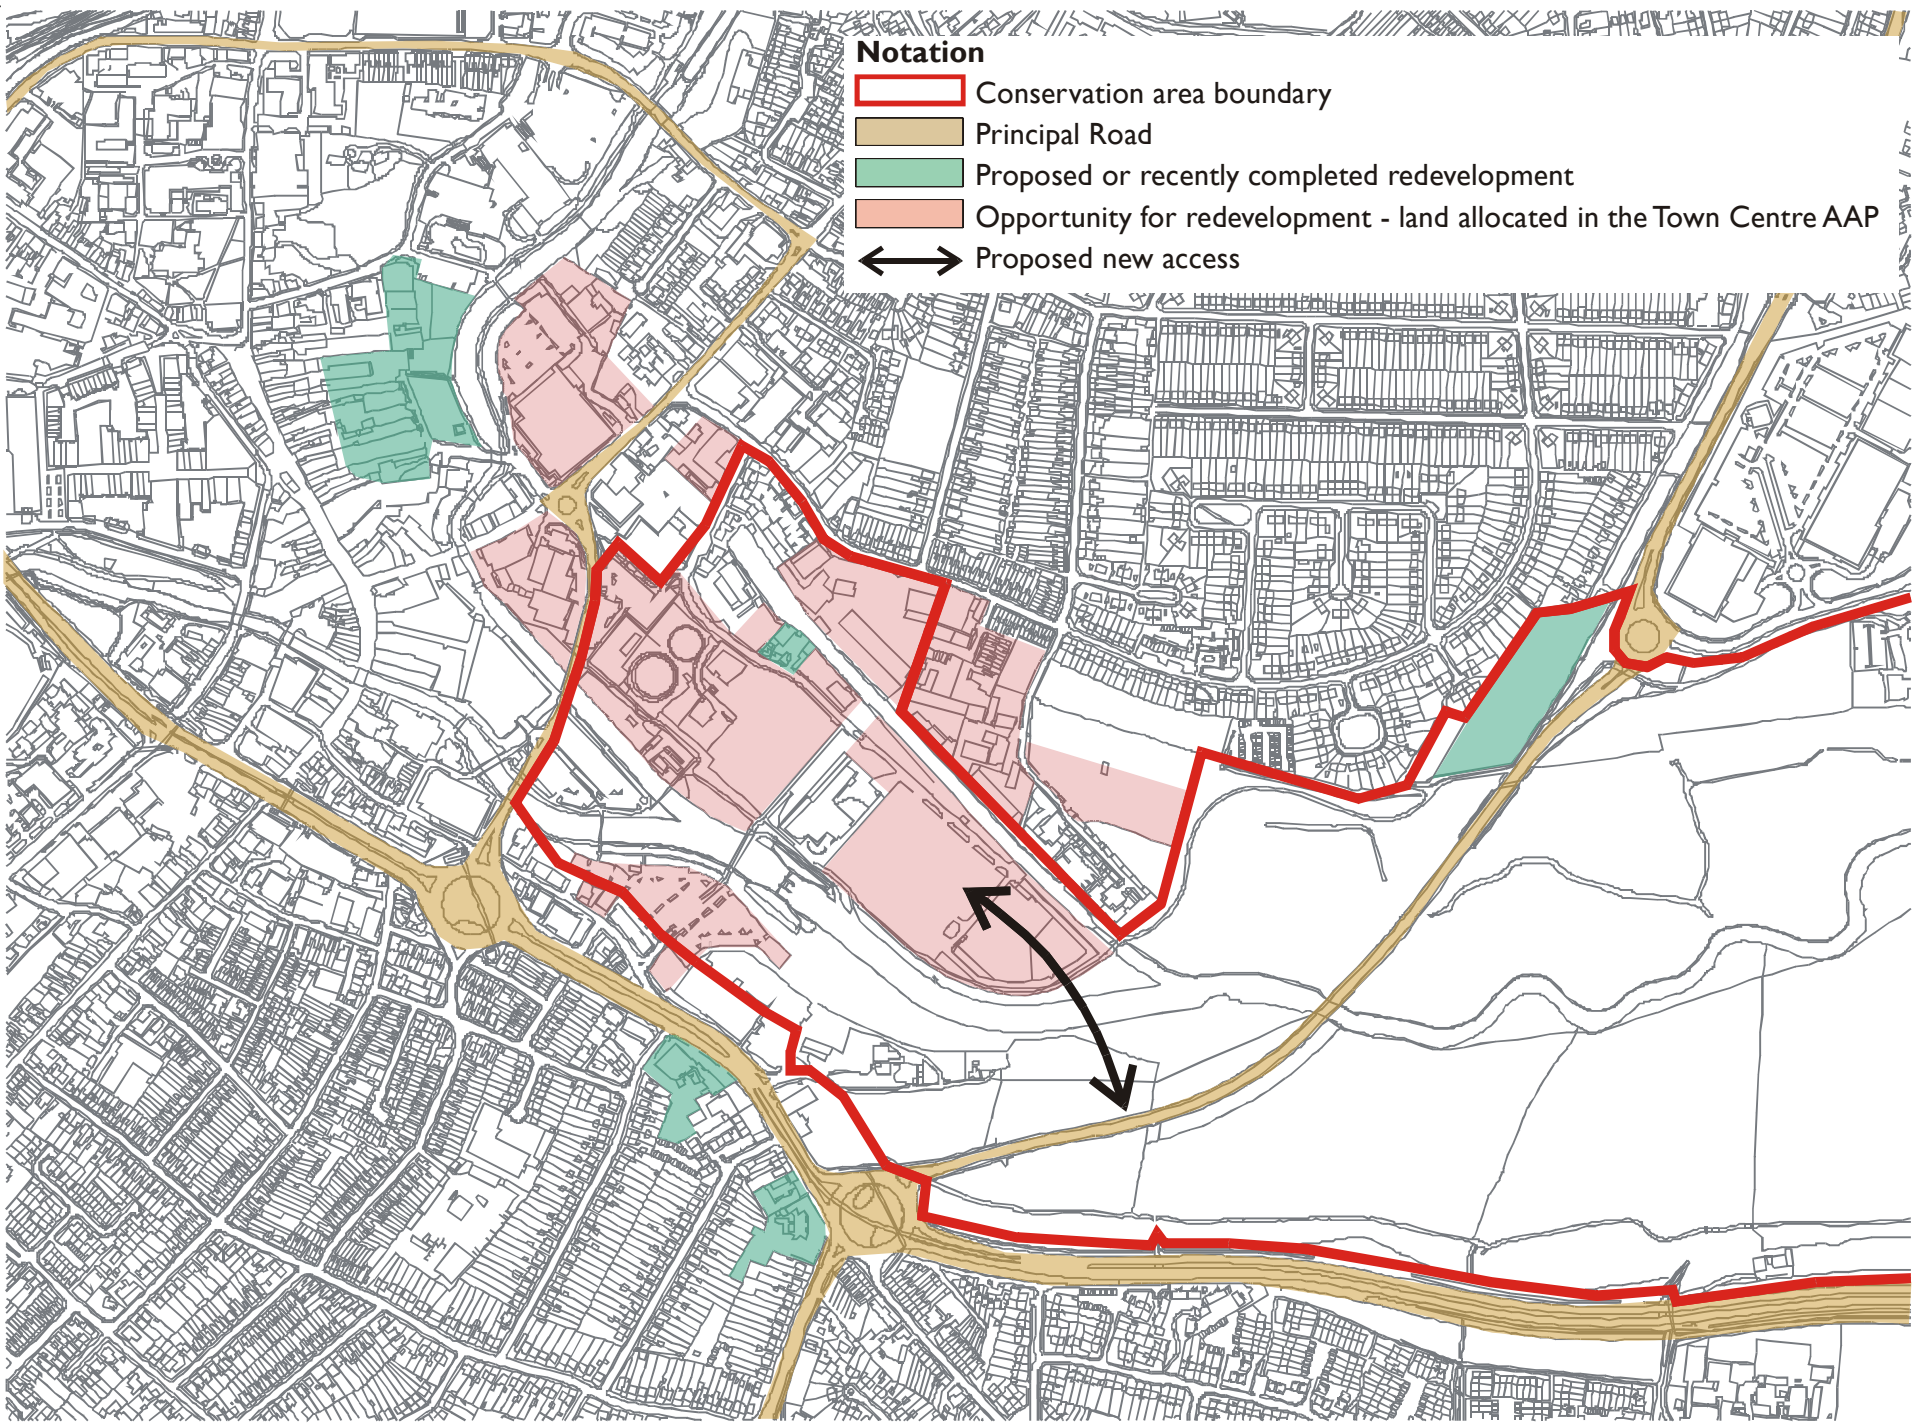 Notation
Conservation area boundary
Principal Road
Proposed or recently completed redevelopment
Opportunity for redevelopment - land allocated in the Town Centre AAP
Proposed new access